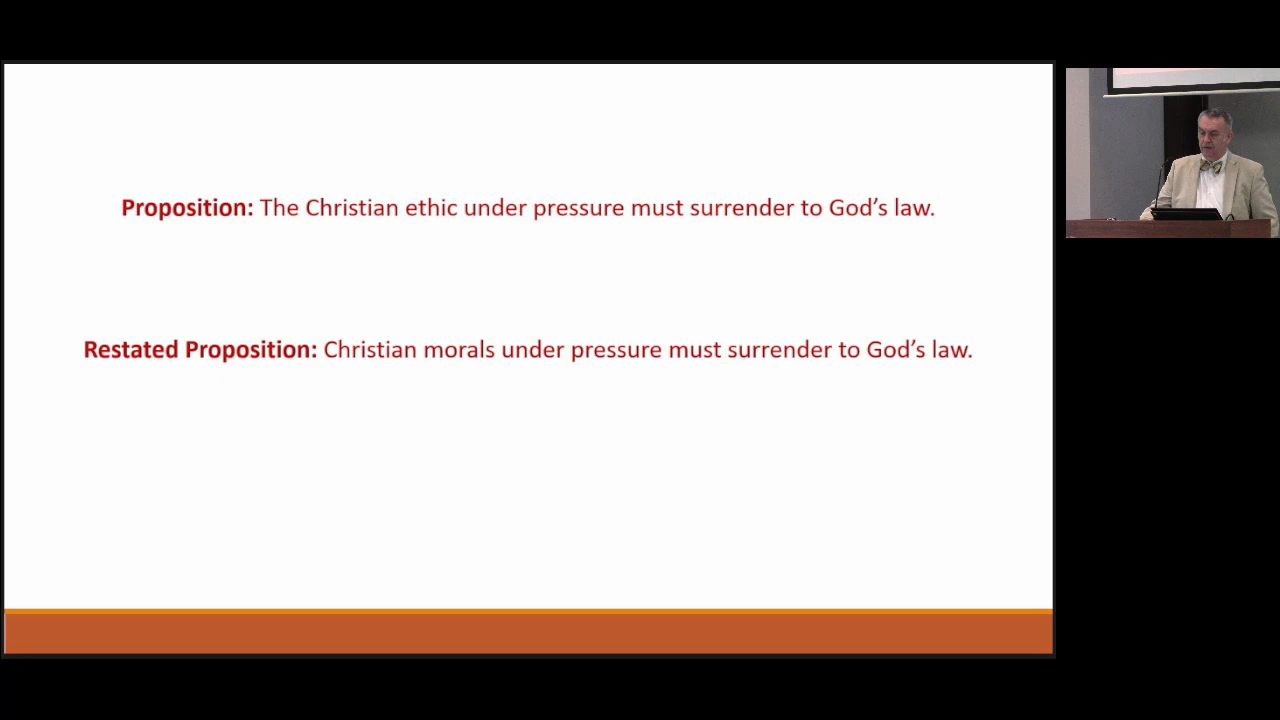 Proposition: The Christian ethic under pressure must surrender to God’s law.
Restated Proposition: Christian morals under pressure must surrender to God’s law.